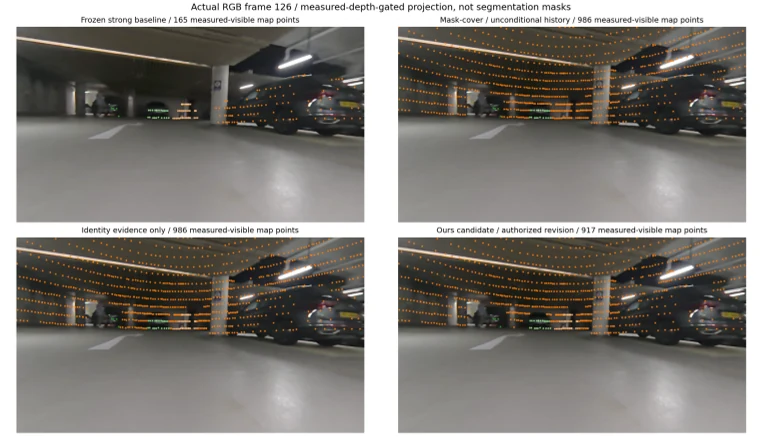 Actual RGB frame 126 / measured-depth-gated projection, not segmentation masks
Frozen strong baseline / 165 measured-visible map points
Mask-cover / unconditional history / 986 measured-visible map points
Identity evidence only / 986 measured-visible map points
Ours candidate / authorized revision / 917 measured-visible map points